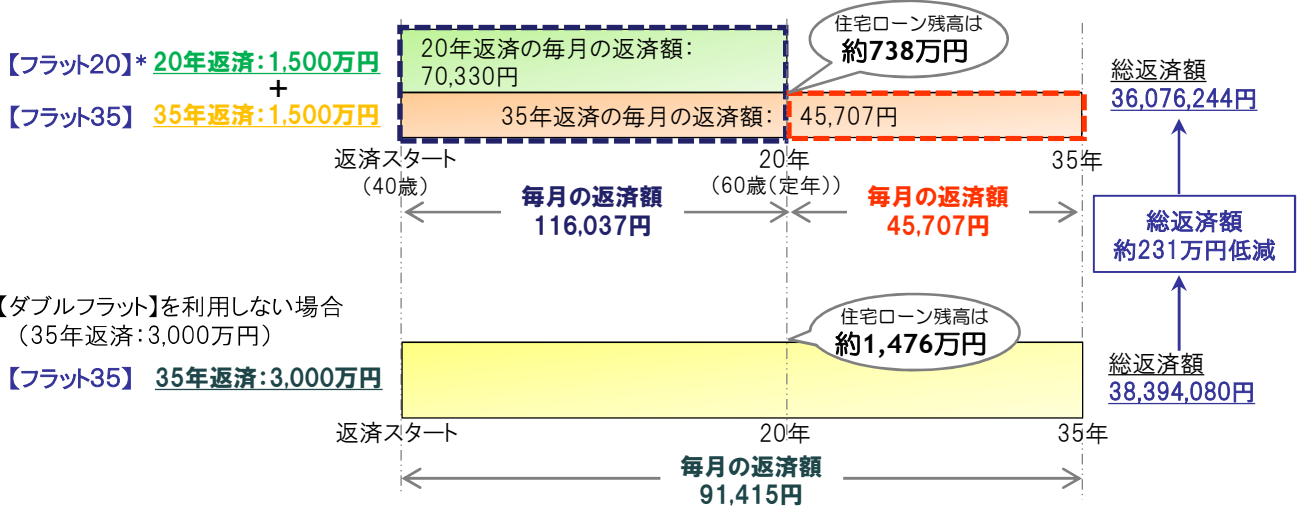 住宅ローン残高は
約738万円
【フラット20】* 20年返済:1,500万円
+
【フラット35】 35年返済:1,500万円
20年返済の毎月の返済額:
70,330円
35年返済の毎月の返済額: 45,707円
総返済額
36,076,244円
返済スタート
(40歳)
20年
(60歳(定年))
35年
毎月の返済額
116,037円
毎月の返済額
45,707円
総返済額
約231万円低減
【ダブルフラット】を利用しない場合
(35年返済:3,000万円)
【フラット35】 35年返済:3,000万円
住宅ローン残高は
約1,476万円
総返済額
38,394,080円
返済スタート
20年
35年
毎月の返済額
91,415円